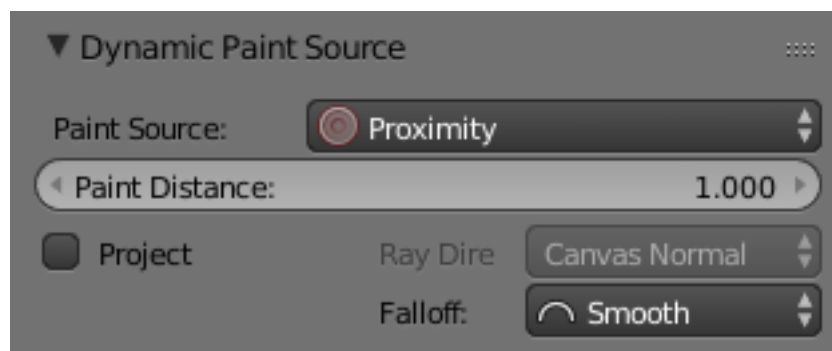 Dynamic Paint Source
Paint Source: Proximity
Paint Distance: 1.000
Project Ray Dire Canvas Normal
Falloff: Smooth